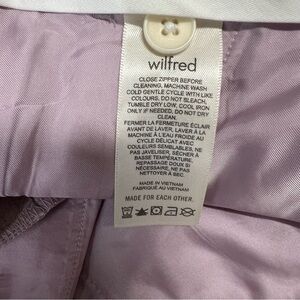 wilfred
CLOSE ZIPPER BEFORE
CLEANING, MACHINE WASH
COLD GENTLE CYCLE WITH LIKE
COLOURS, DO NOT BLEACH,
TUMBLE DRY LOW, COOL IRON
ONLY IF NEEDED, DO NOT DRY
CLEAN.
FERMER LA FERMETURE ÉCLAIR
AVANT DE LAVER, LAVER À LA
MACHINE À L'EAU FROIDE AU
CYCLE DÉLICAT AVEC
COULEURS SEMBLABLES, NE
PAS JAVELISER, SÉCHER À
BASSE TEMPÉRATURE,
REPASSAGE DOUX SI
NÉCESSAIRE, NE PAS
NETTOYER À SEC.
MADE IN VIETNAM
FABRIQUÉ AU VIETNAM
MADE FOR EACH OTHER.